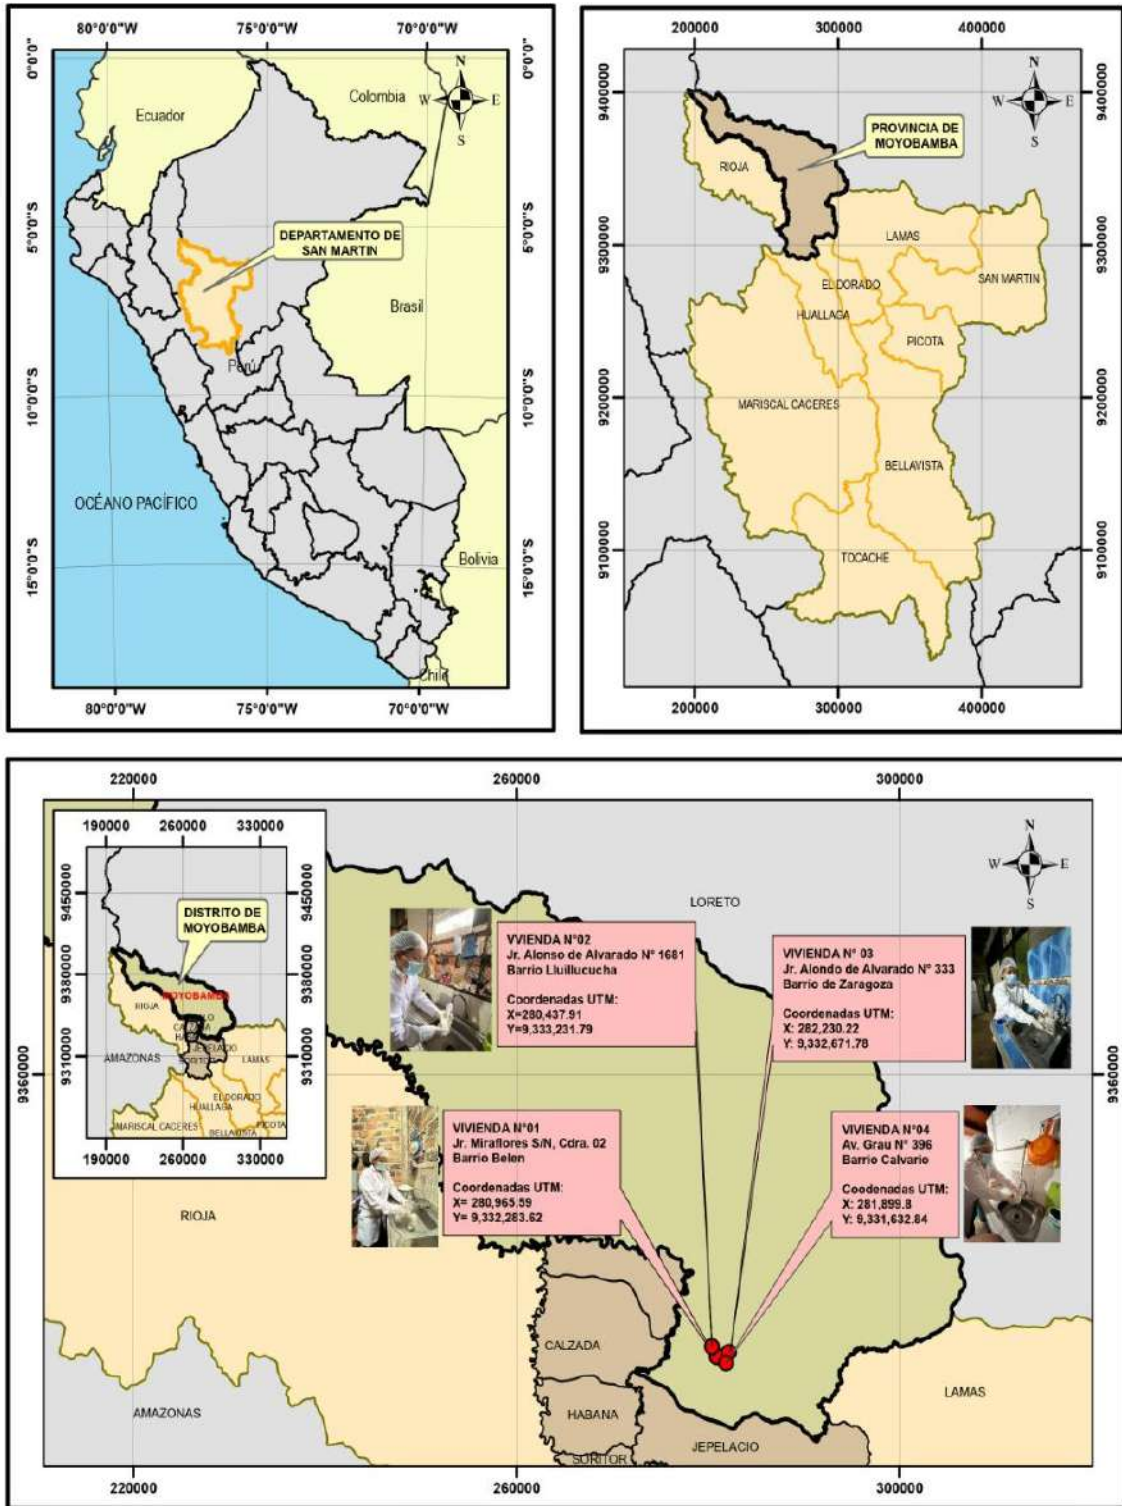 80°0'0"W 75°0'0"W 70°0'0"W
0°0'0" 0°0'0"
N
W E
S
Ecuador
Colombia
5°0'0"S 5°0'0"S
DEPARTAMENTO DE
SAN MARTIN
Brasil
Perú
10°0'0"S 10°0'0"S
OCÉANO PACÍFICO
Bolivia
15°0'0"S 15°0'0"S
Chile
80°0'0"W 75°0'0"W 70°0'0"W
200000 300000 400000
9400000 9400000
N
W E
S
PROVINCIA DE
MOYOBAMBA
RIOJA
LAMAS
9300000 9300000
SAN MARTIN
EL DORADO
HUALLAGA
PICOTA
9200000 9200000
MARISCAL CACERES
BELLAVISTA
9100000 9100000
TOCACHE
200000 300000 400000
220000 260000 300000
190000 260000 330000
9450000 9450000
DISTRITO DE
MOYOBAMBA
9380000 9380000
MOYOBAMBA
RIOJA
CALZADA
JEPELACIO
AMAZONAS
SORITOR
LAMAS
9310000 9310000
EL DORADO
HUALLAGA
MARISCAL CACERES
PICOTA
BELLAVISTA
190000 260000 330000
N
W E
S
LORETO
VVIENDA N°02
Jr. Alonso de Alvarado N° 1681
Barrio Lluillucucha
Coordenadas UTM:
X=280,437.91
Y=9,333,231.79
VIVIENDA N° 03
Jr. Alondo de Alvarado N° 333
Barrio de Zaragoza
Coordenadas UTM:
X: 282,230.22
Y: 9,332,671.78
9360000 9360000
VIVIENDA N°01
Jr. Miraflores S/N, Cdra. 02
Barrio Belen
Coordenadas UTM:
X= 280,965.59
Y= 9,332,283.62
VIVIENDA N°04
Av. Grau N° 396
Barrio Calvario
Coodenadas UTM:
X: 281,899.8
Y: 9,331,632.84
RIOJA
CALZADA
LAMAS
AMAZONAS
HABANA
JEPELACIO
SORITOR
220000 260000 300000